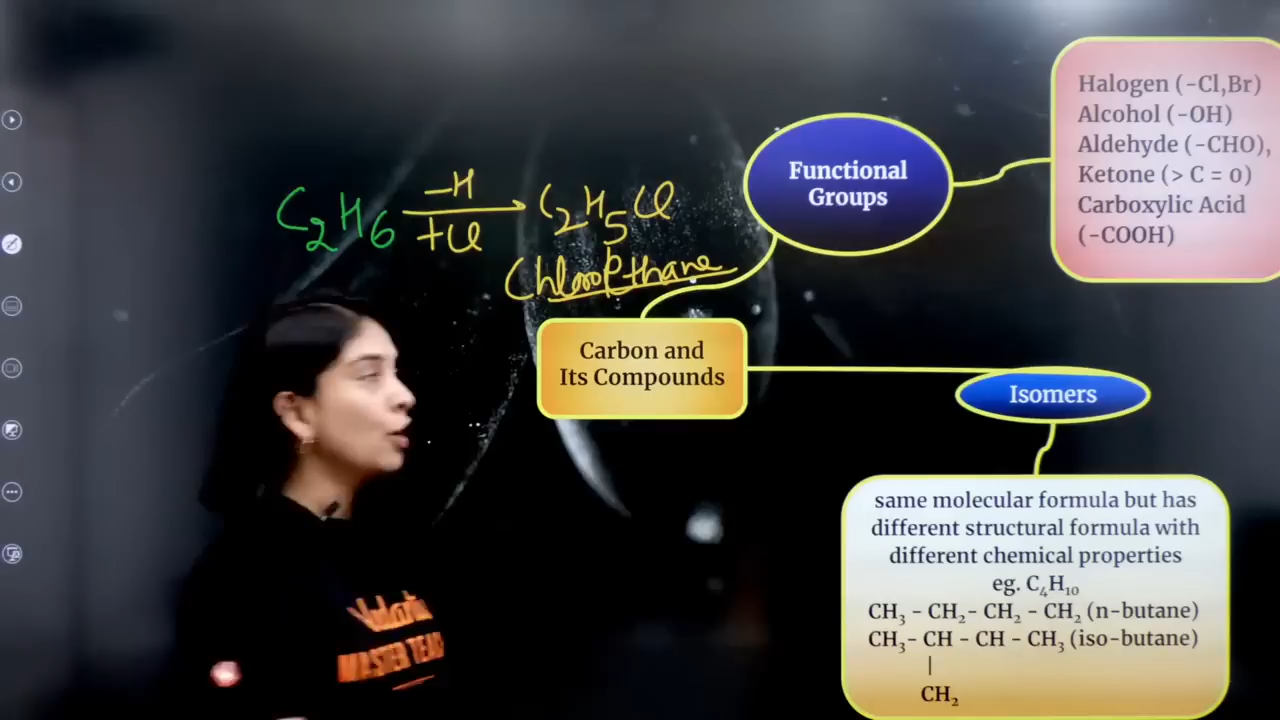 Halogen (-Cl,Br)
Alcohol (-OH)
Aldehyde (-CHO),
Ketone (> C = 0)
Carboxylic Acid
(-COOH)
Functional
Groups
C₂H₆ —H +Cl → C₂H₅Cl
ChloroEthane
Carbon and
Its Compounds
Isomers
same molecular formula but has
different structural formula with
different chemical properties
eg. C₄H₁₀
CH₃ - CH₂- CH₂ - CH₂ (n-butane)
CH₃- CH - CH - CH₃ (iso-butane)
|
CH₂
MASTER